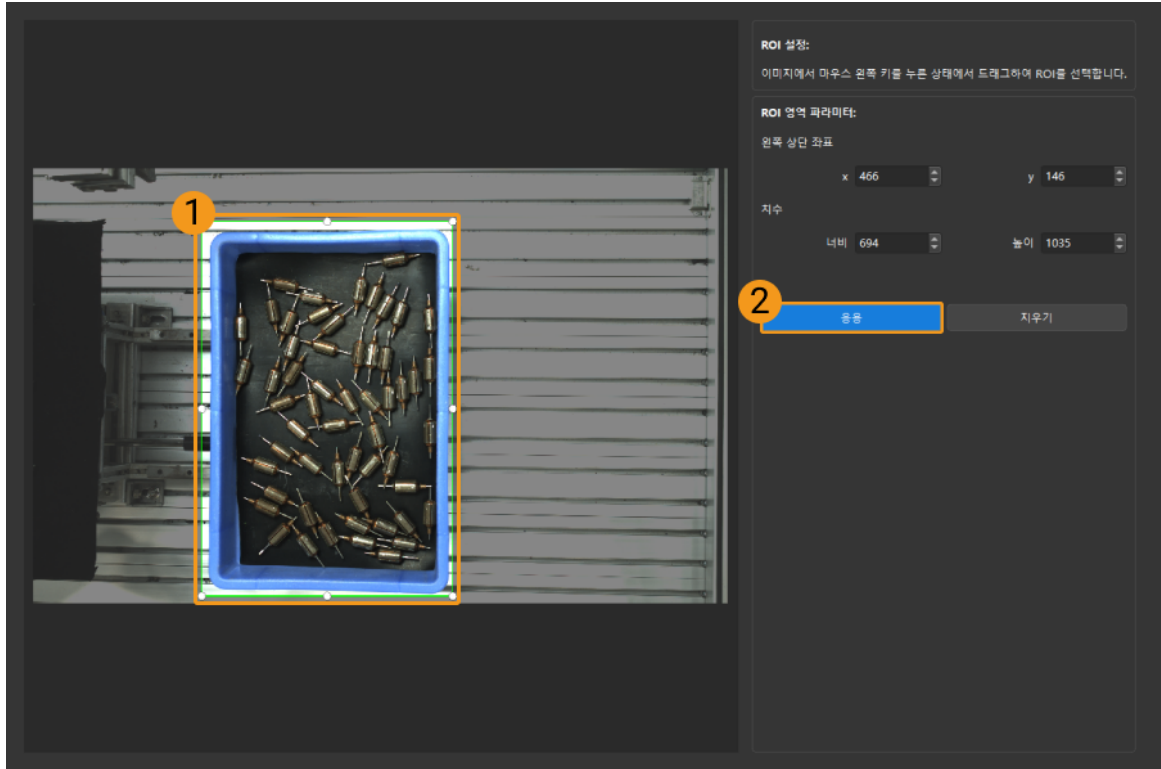 ROI 설정:
이미지에서 마우스 왼쪽 키를 누른 상태에서 드래그하여 ROI를 선택합니다.
ROI 영역 파라미터:
왼쪽 상단 좌표
x 466 y 146
치수
너비 694 높이 1035
1
2
응용 지우기